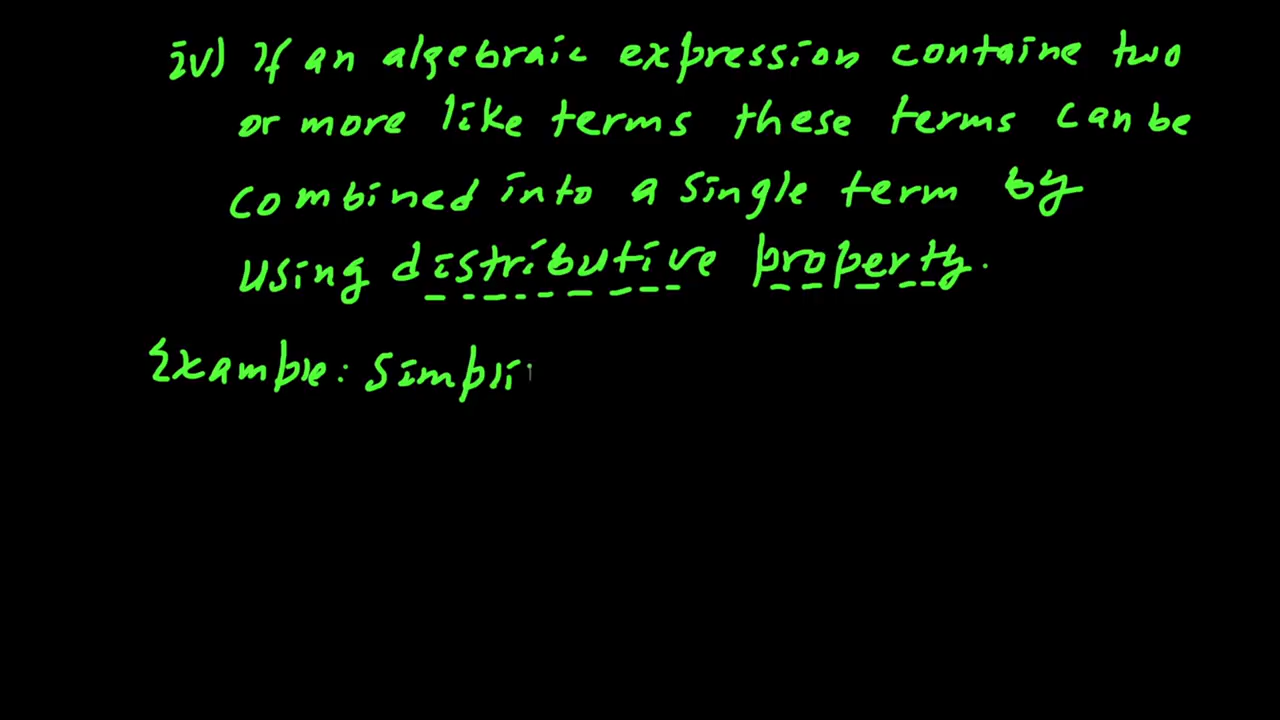 iv) If an algebraic expression containe two
or more like terms these terms can be
combined into a single term by
using distributive property.
Example: Simpli